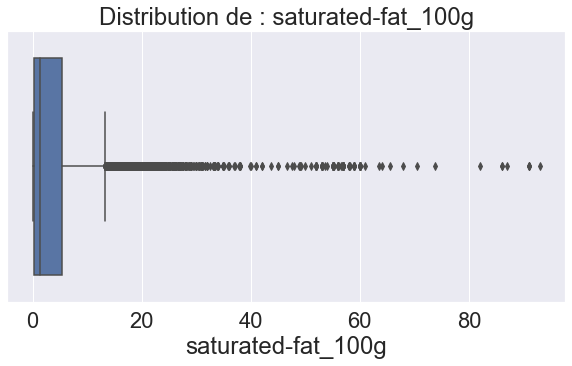 Distribution de : saturated-fat_100g
0 20 40 60 80
saturated-fat_100g